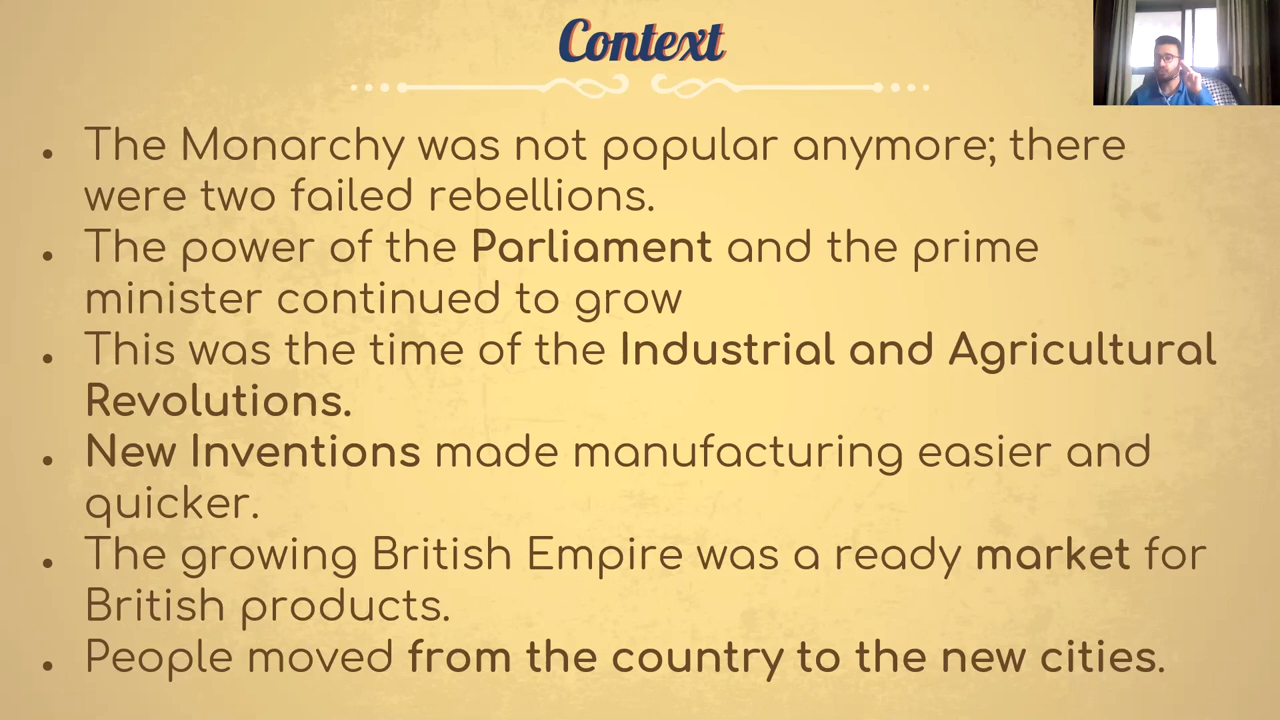 Context
• The Monarchy was not popular anymore; there
were two failed rebellions.
• The power of the Parliament and the prime
minister continued to grow
• This was the time of the Industrial and Agricultural
Revolutions.
• New Inventions made manufacturing easier and
quicker.
• The growing British Empire was a ready market for
British products.
• People moved from the country to the new cities.